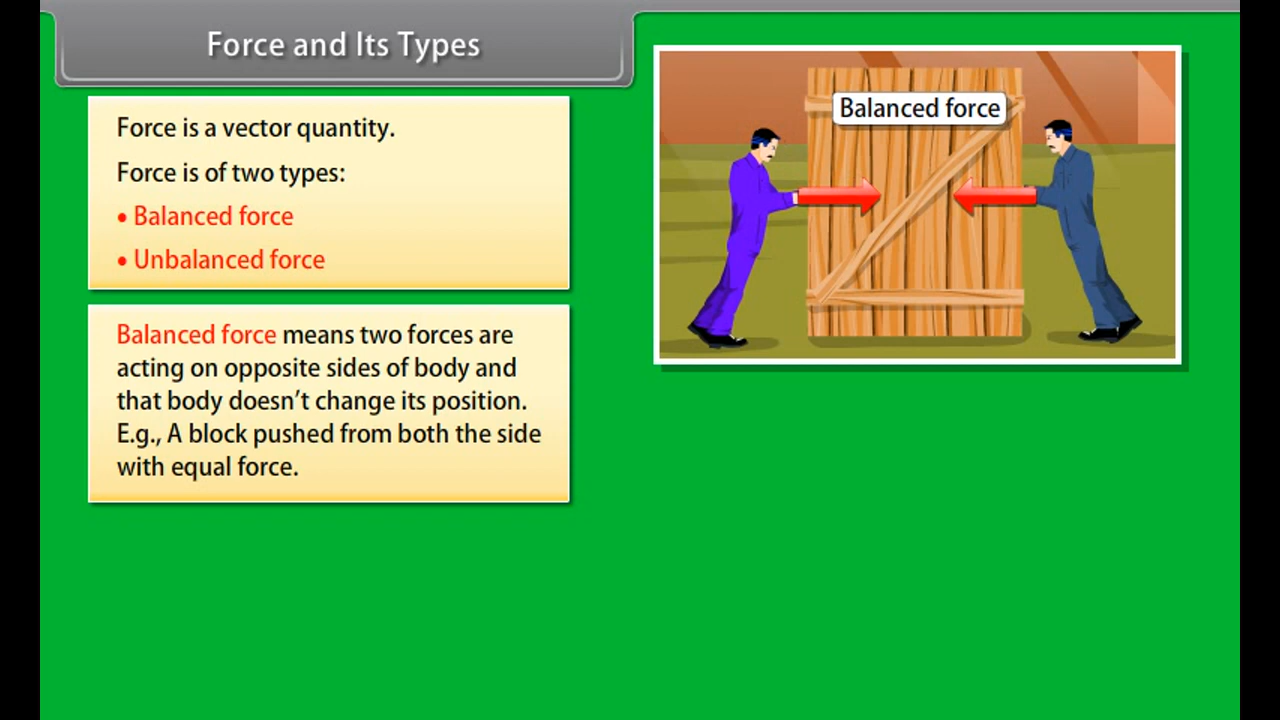 Force and Its Types
Force is a vector quantity.
Force is of two types:
• Balanced force
• Unbalanced force
Balanced force means two forces are
acting on opposite sides of body and
that body doesn’t change its position.
E.g., A block pushed from both the side
with equal force.
Balanced force